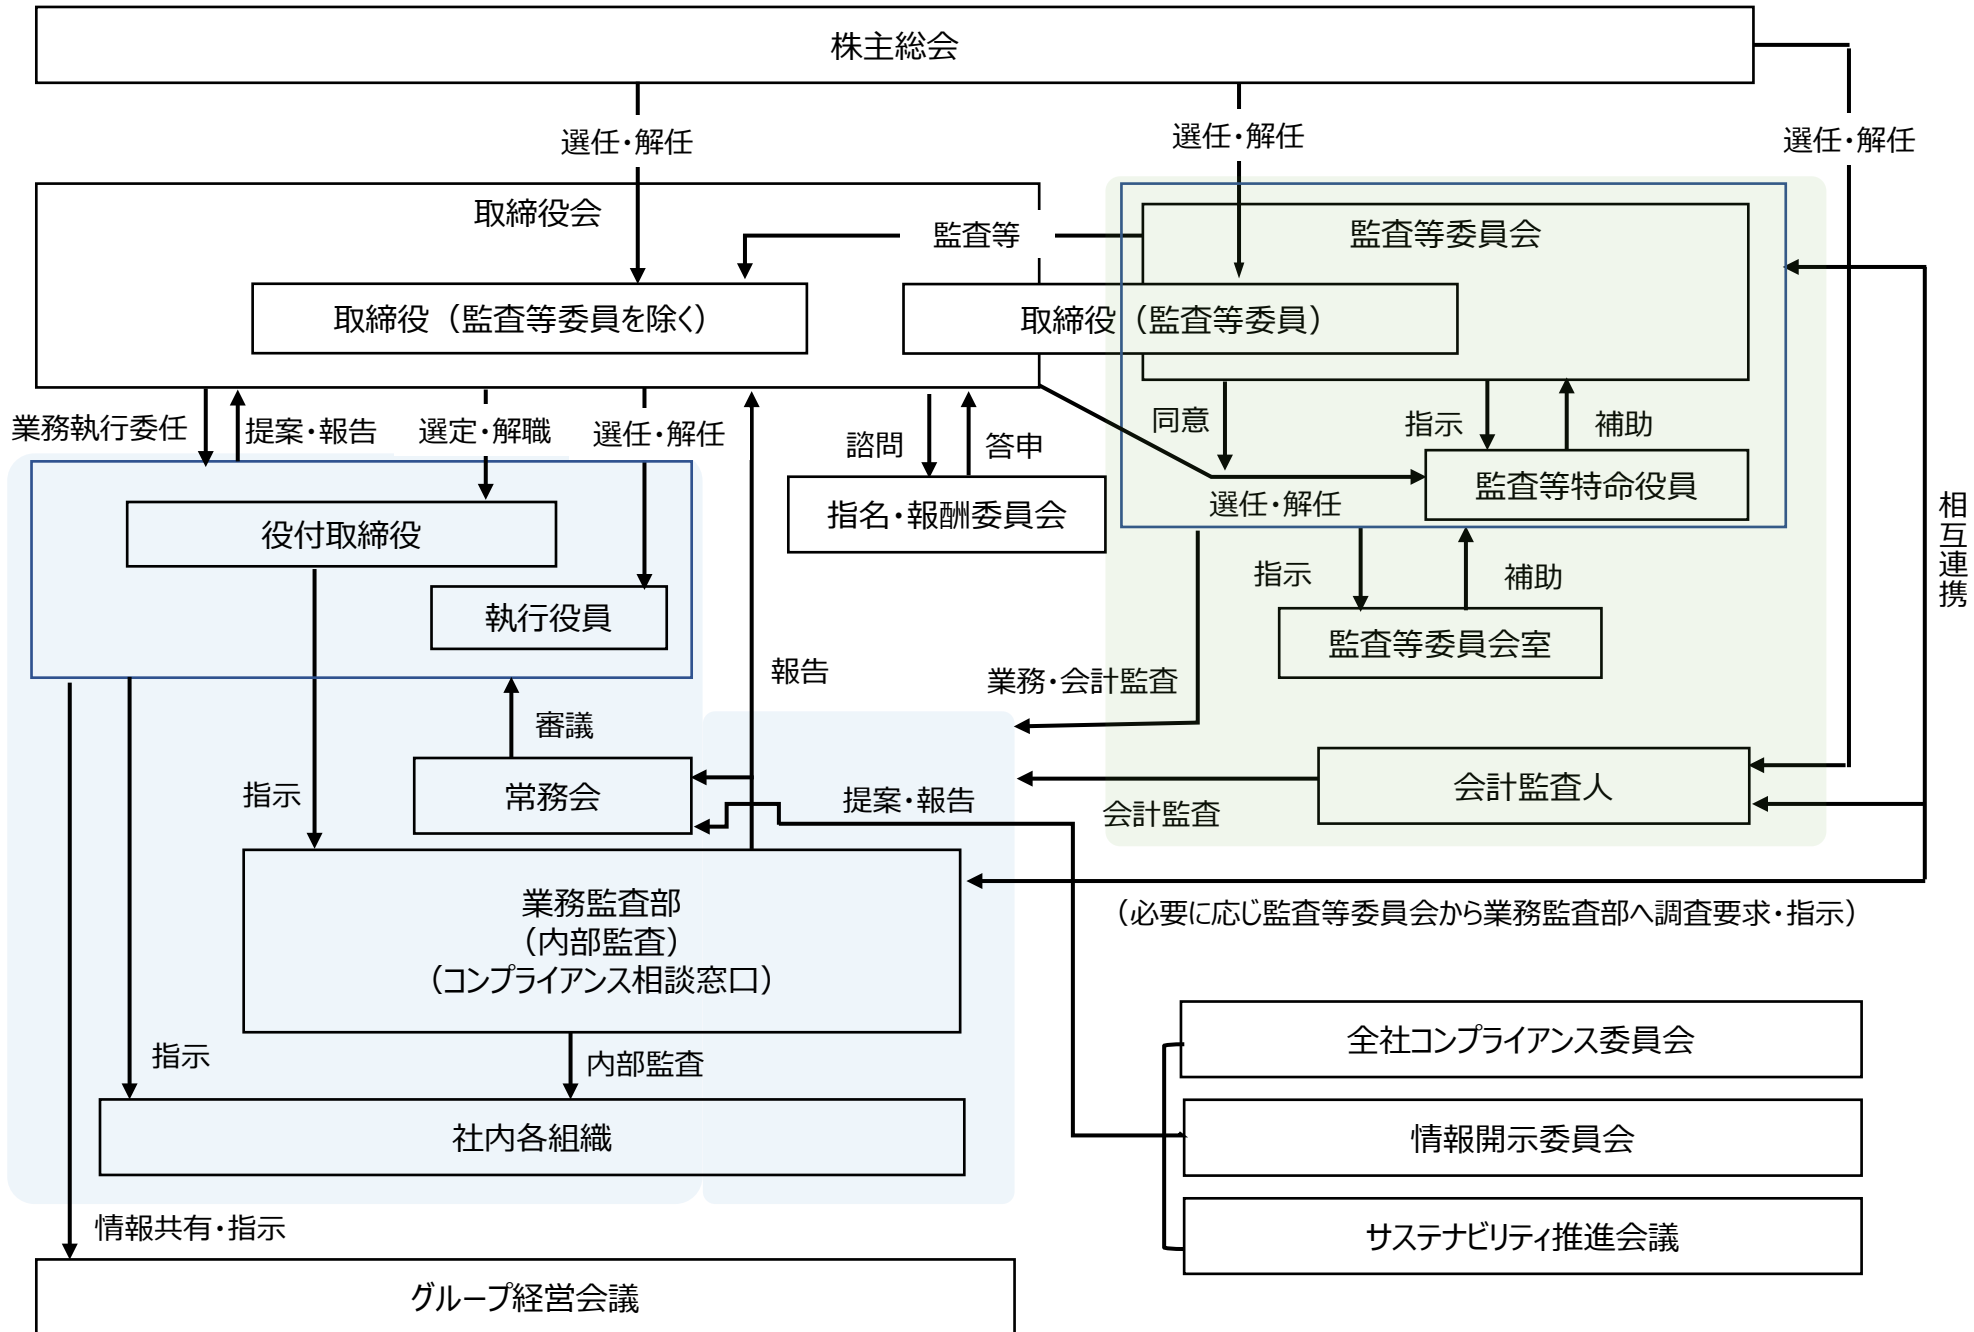 株主総会
選任・解任
選任・解任
選任・解任
取締役会
監査等
監査等委員会
取締役（監査等委員を除く）
取締役（監査等委員）
業務執行委任
提案・報告
選定・解職
選任・解任
諮問
答申
同意
指示
補助
指名・報酬委員会
選任・解任
監査等特命役員
相互連携
役付取締役
執行役員
指示
補助
監査等委員会室
報告
業務・会計監査
審議
指示
常務会
提案・報告
会計監査
会計監査人
業務監査部
（内部監査）
（コンプライアンス相談窓口）
（必要に応じ監査等委員会から業務監査部へ調査要求・指示）
指示
内部監査
全社コンプライアンス委員会
社内各組織
情報開示委員会
情報共有・指示
サステナビリティ推進会議
グループ経営会議